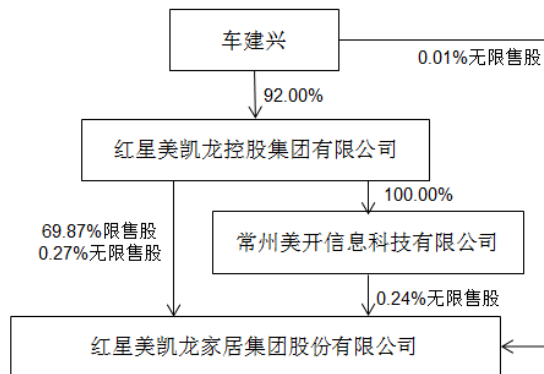 车建兴
0.01%无限售股
92.00%
红星美凯龙控股集团有限公司
100.00%
69.87%限售股
0.27%无限售股
常州美开信息科技有限公司
0.24%无限售股
红星美凯龙家居集团股份有限公司